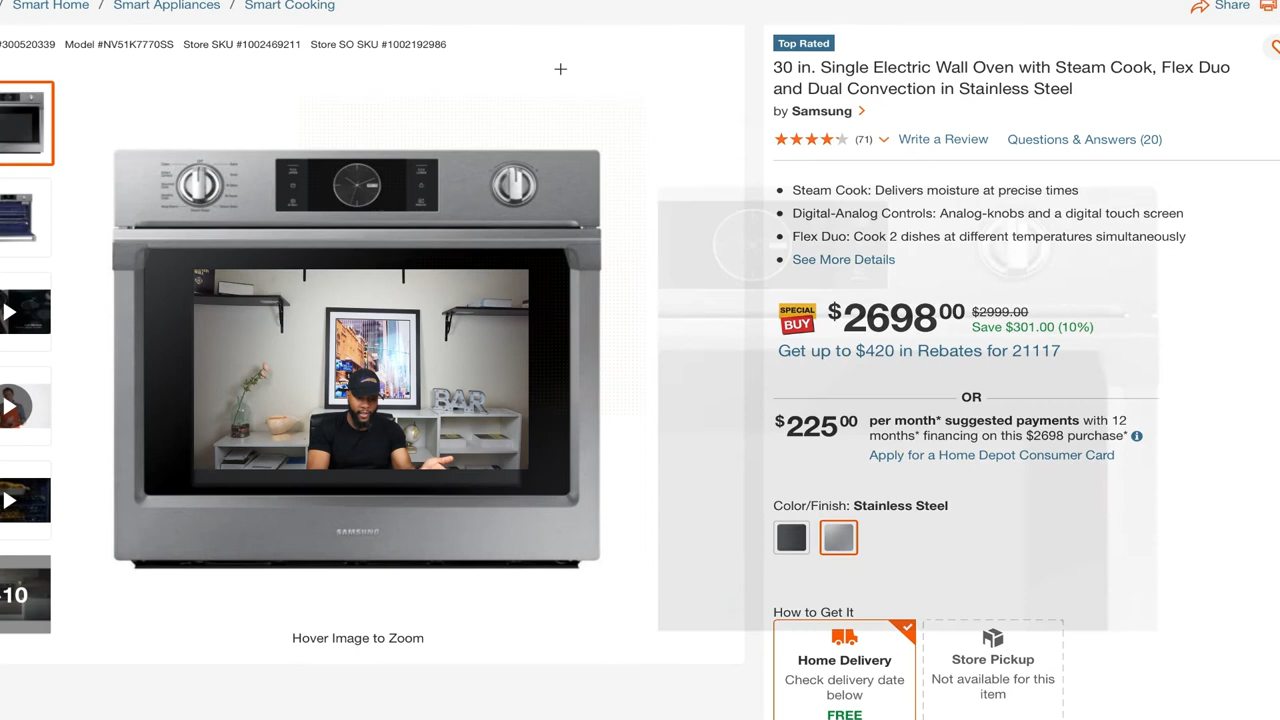 / Smart Home / Smart Appliances / Smart Cooking
Share
#300520339 Model #NV51K7770SS Store SKU #1002469211 Store SO SKU #1002192986
Top Rated
30 in. Single Electric Wall Oven with Steam Cook, Flex Duo
and Dual Convection in Stainless Steel
by Samsung
(71) Write a Review Questions & Answers (20)
Steam Cook: Delivers moisture at precise times
Digital-Analog Controls: Analog-knobs and a digital touch screen
Flex Duo: Cook 2 dishes at different temperatures simultaneously
See More Details
SPECIAL
BUY
$2698.00 $2999.00
Save $301.00 (10%)
Get up to $420 in Rebates for 21117
OR
$225.00 per month* suggested payments with 12
months* financing on this $2698 purchase*
Apply for a Home Depot Consumer Card
BAR
SAMSUNG
Color/Finish: Stainless Steel
-10
Hover Image to Zoom
How to Get It
Home Delivery
Check delivery date
below
FREE
Store Pickup
Not available for this
item